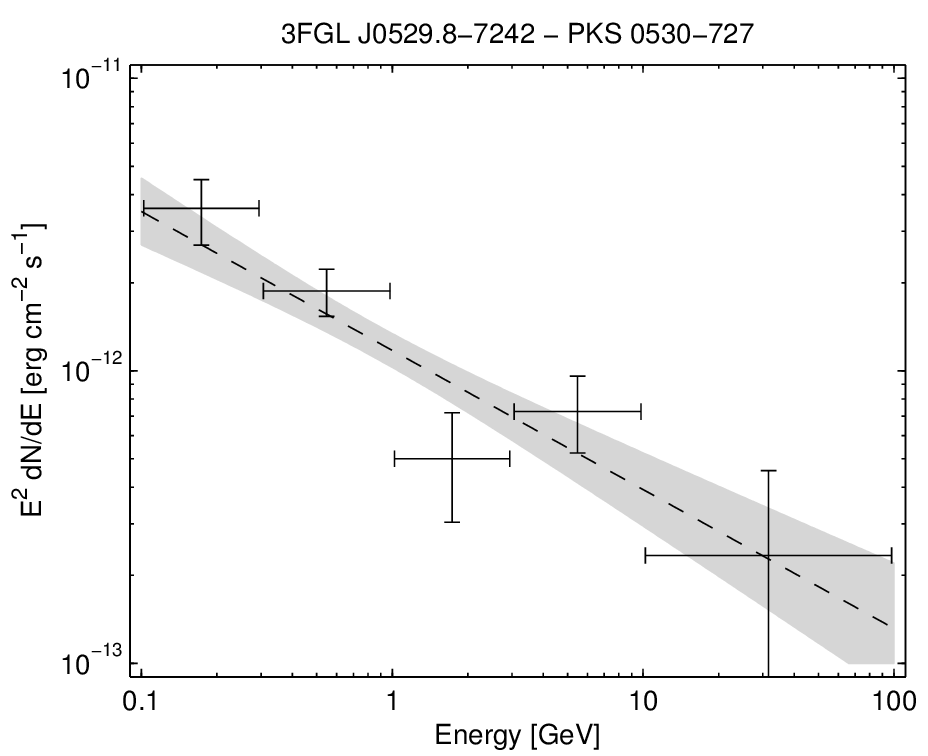 3FGL J0529.8−7242 − PKS 0530−727
E² dN/dE [erg cm⁻² s⁻¹]
10⁻¹¹
10⁻¹²
10⁻¹³
0.1 1 10 100
Energy [GeV]